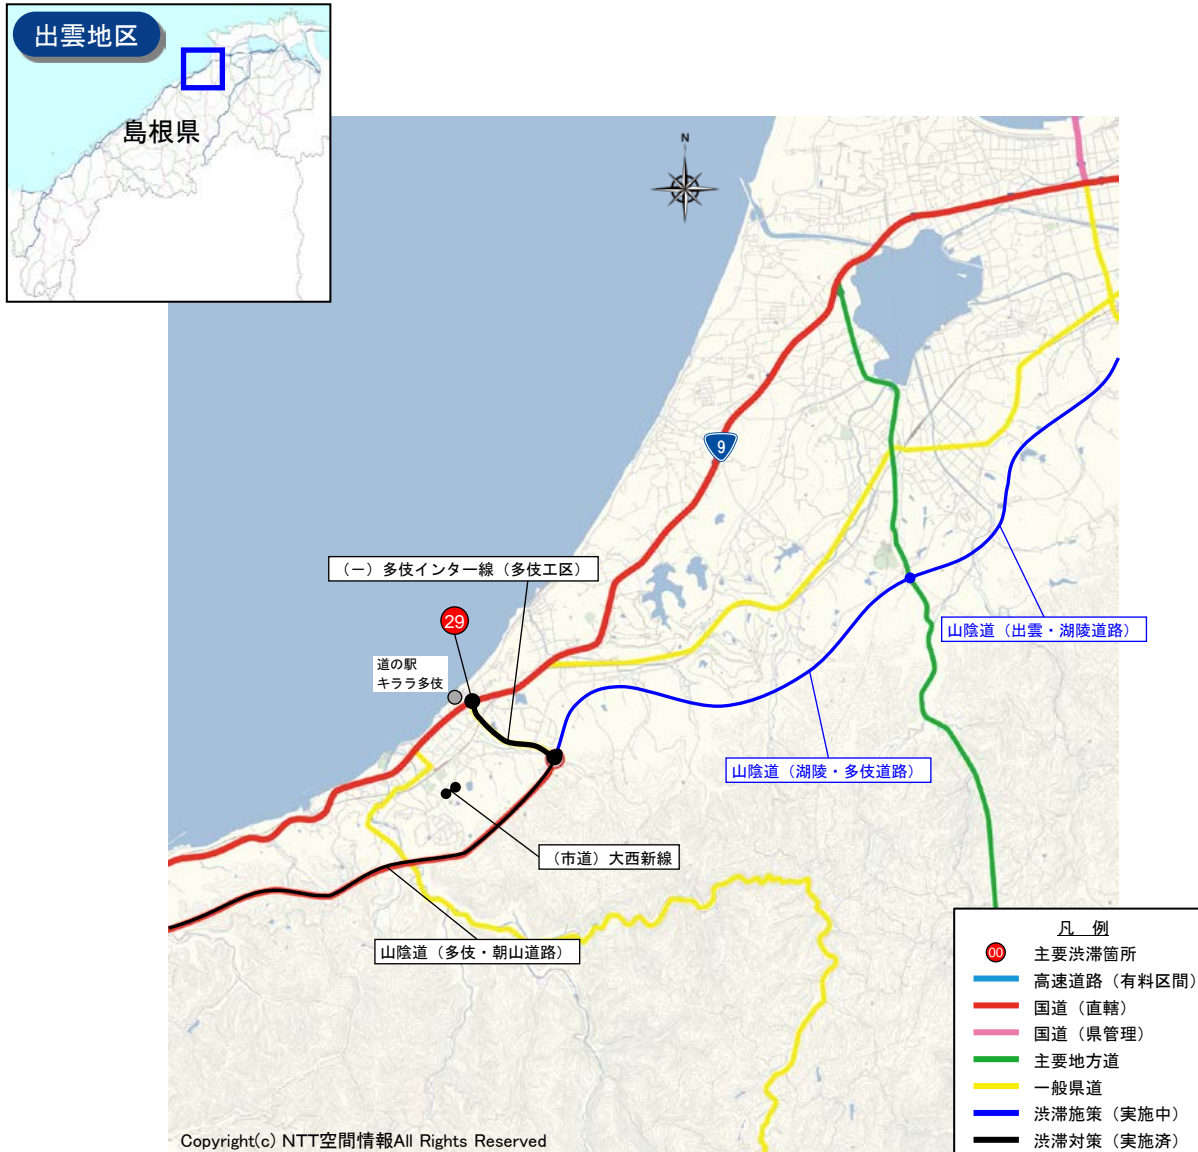 出雲地区
島根県
N
9
(一)多伎インター線(多伎工区)
29
道の駅
キララ多伎
山陰道(出雲・湖陵道路)
山陰道(湖陵・多伎道路)
(市道)大西新線
山陰道(多伎・朝山道路)
凡 例
00 主要渋滞箇所
高速道路(有料区間)
国道(直轄)
国道(県管理)
主要地方道
一般県道
渋滞施策(実施中)
渋滞対策(実施済)
Copyright(c) NTT空間情報All Rights Reserved